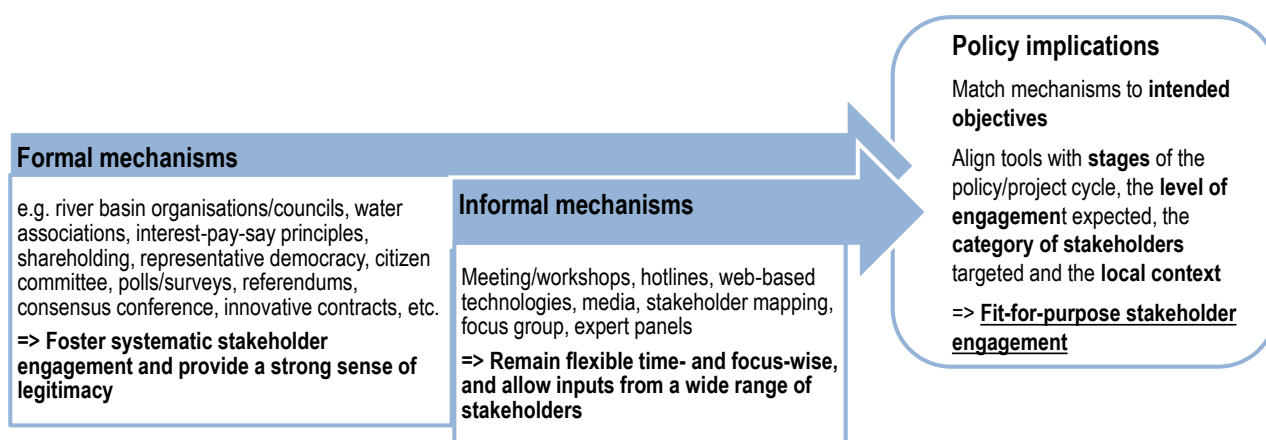 Formal mechanisms
e.g. river basin organisations/councils, water
associations, interest-pay-say principles,
shareholding, representative democracy, citizen
committee, polls/surveys, referendums,
consensus conference, innovative contracts, etc.
=> Foster systematic stakeholder
engagement and provide a strong sense of
legitimacy
Informal mechanisms
Meeting/workshops, hotlines, web-based
technologies, media, stakeholder mapping,
focus group, expert panels
=> Remain flexible time- and focus-wise,
and allow inputs from a wide range of
stakeholders
Policy implications
Match mechanisms to intended
objectives
Align tools with stages of the
policy/project cycle, the level of
engagement expected, the
category of stakeholders
targeted and the local context
=> Fit-for-purpose stakeholder
engagement